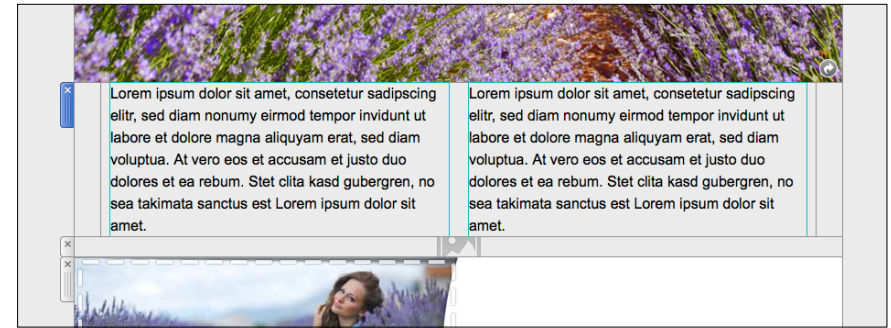 Lorem ipsum dolor sit amet, consetetur sadipscing
elitr, sed diam nonumy eirmod tempor invidunt ut
labore et dolore magna aliquyam erat, sed diam
voluptua. At vero eos et accusam et justo duo
dolores et ea rebum. Stet clita kasd gubergren, no
sea takimata sanctus est Lorem ipsum dolor sit
amet.
Lorem ipsum dolor sit amet, consetetur sadipscing
elitr, sed diam nonumy eirmod tempor invidunt ut
labore et dolore magna aliquyam erat, sed diam
voluptua. At vero eos et accusam et justo duo
dolores et ea rebum. Stet clita kasd gubergren, no
sea takimata sanctus est Lorem ipsum dolor sit
amet.